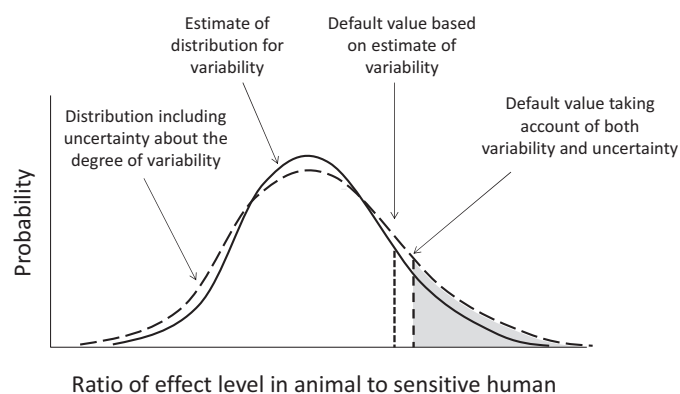 Estimate of
distribution for
variability
Default value based
on estimate of
variability
Distribution including
uncertainty about the
degree of variability
Default value taking
account of both
variability and uncertainty
Probability
Ratio of effect level in animal to sensitive human